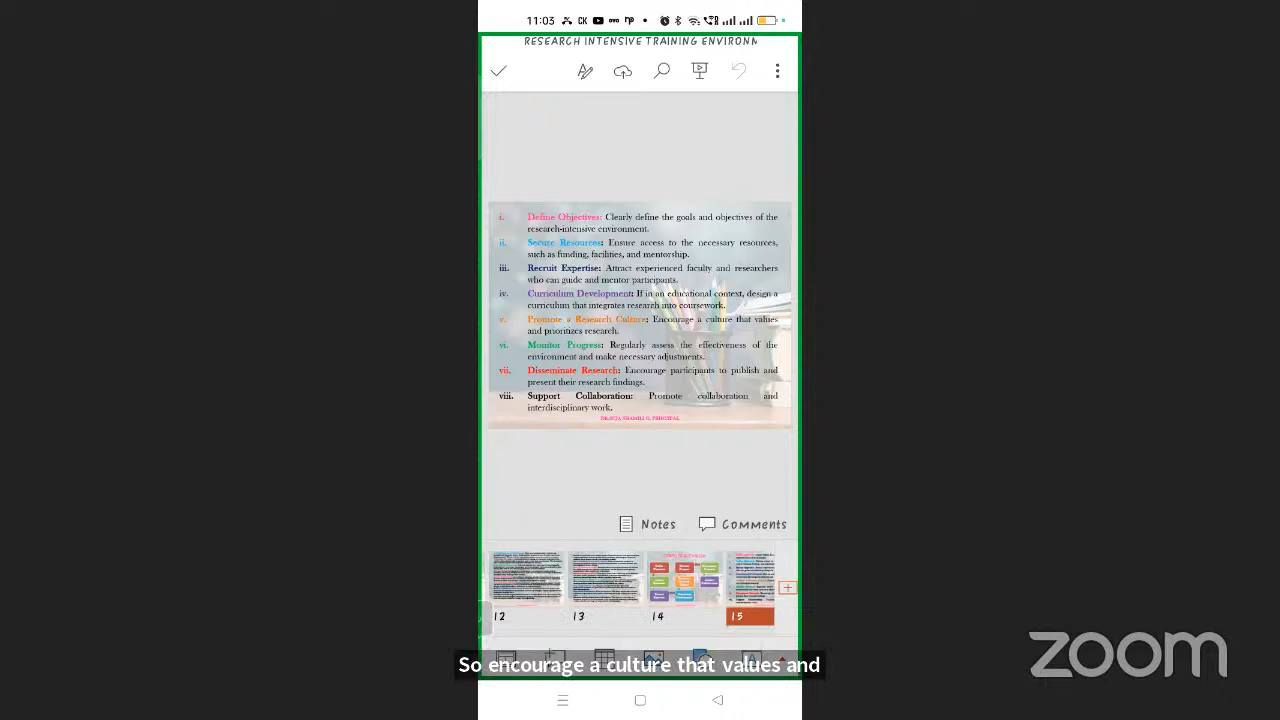 11:03
RESEARCH INTENSIVE TRAINING ENVIRONM
i. Define Objectives: Clearly define the goals and objectives of the
research-intensive environment.
ii. Secure Resources: Ensure access to the necessary resources,
such as funding, facilities, and mentorship.
iii. Recruit Expertise: Attract experienced faculty and researchers
who can guide and mentor participants.
iv. Curriculum Development: If in an educational context, design a
curriculum that integrates research into coursework.
v. Promote a Research Culture: Encourage a culture that values
and prioritizes research.
vi. Monitor Progress: Regularly assess the effectiveness of the
environment and make necessary adjustments.
vii. Disseminate Research: Encourage participants to publish and
present their research findings.
viii. Support Collaboration: Promote collaboration and
interdisciplinary work.
Notes Comments
12 13 14 15
So encourage a culture that values and
zoom